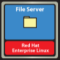 File Server
Red Hat
Enterprise Linux